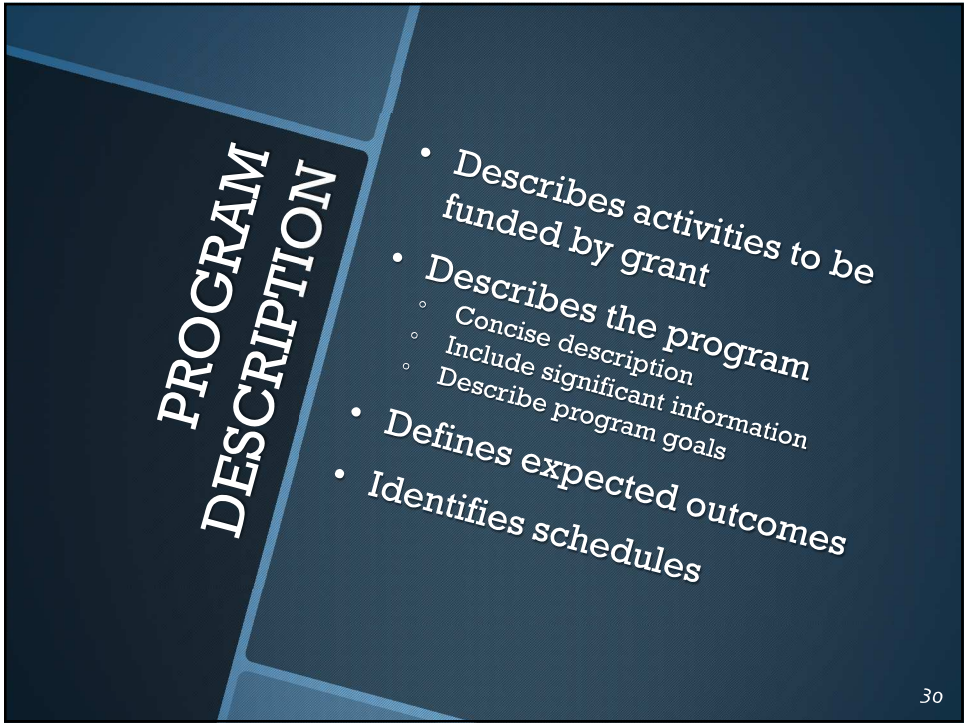 PROGRAM
DESCRIPTION
• Describes activities to be
funded by grant
• Describes the program
◦ Concise description
◦ Include significant information
◦ Describe program goals
• Defines expected outcomes
• Identifies schedules
30